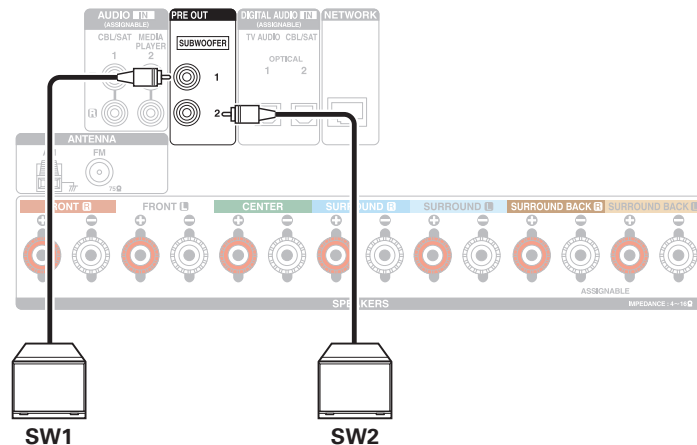 AUDIO IN
(ASSIGNABLE)
CBL/SAT MEDIA PLAYER
1 2
R
PRE OUT
SUBWOOFER
1
2
DIGITAL AUDIO IN
(ASSIGNABLE)
TV AUDIO CBL/SAT
OPTICAL
1 2
NETWORK
ANTENNA
FM
75Ω
FRONT R FRONT L CENTER SURROUND R SURROUND L SURROUND BACK R SURROUND BACK L
ASSIGNABLE
SPEAKERS
IMPEDANCE : 4~16Ω
SW1 SW2